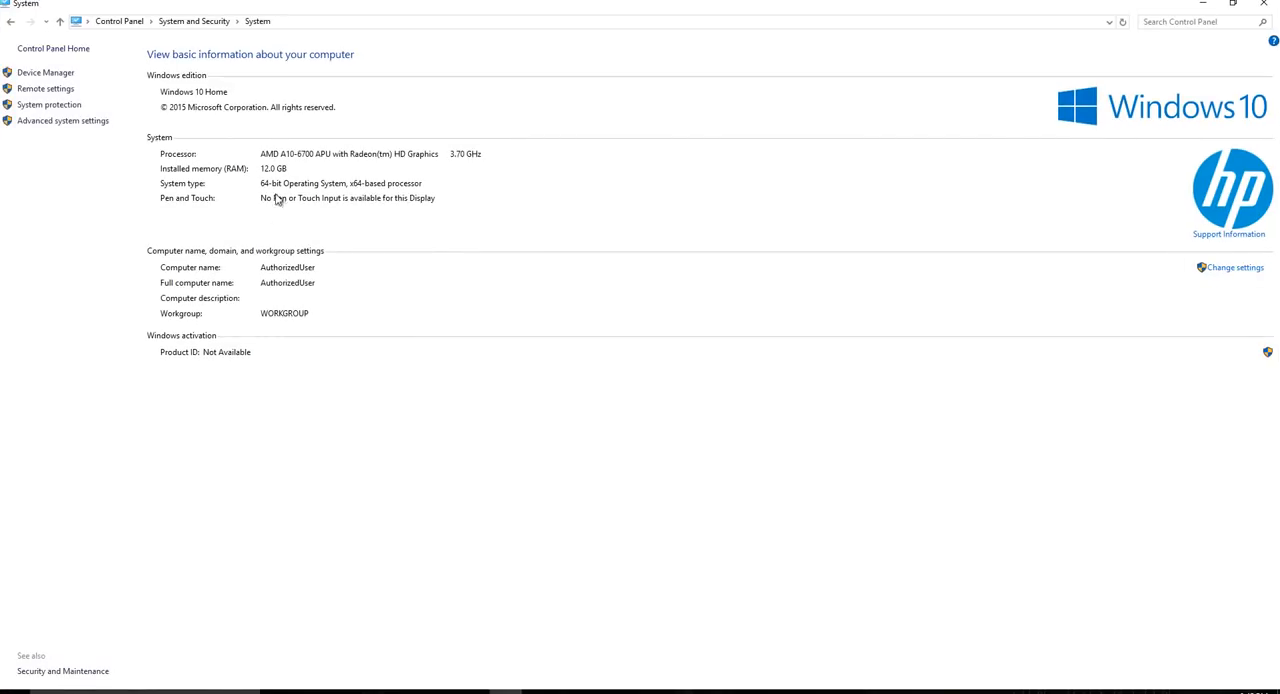 System
Control Panel > System and Security > System
Search Control Panel
Control Panel Home
Device Manager
Remote settings
System protection
Advanced system settings
View basic information about your computer
Windows edition
Windows 10 Home
© 2015 Microsoft Corporation. All rights reserved.
Windows 10
System
Processor: AMD A10-6700 APU with Radeon(tm) HD Graphics 3.70 GHz
Installed memory (RAM): 12.0 GB
System type: 64-bit Operating System, x64-based processor
Pen and Touch: No Pen or Touch Input is available for this Display
hp
Support Information
Computer name, domain, and workgroup settings
Computer name: AuthorizedUser
Change settings
Full computer name: AuthorizedUser
Computer description:
Workgroup: WORKGROUP
Windows activation
Product ID: Not Available
See also
Security and Maintenance